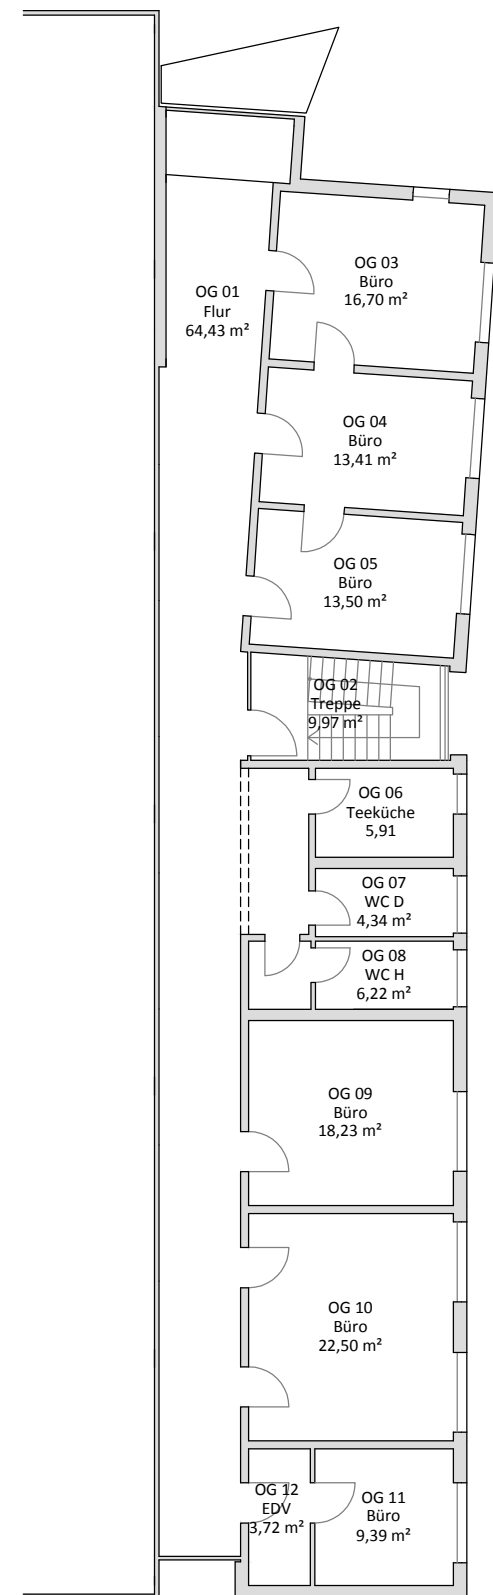 OG 03
Büro
16,70 m²
OG 01
Flur
64,43 m²
OG 04
Büro
13,41 m²
OG 05
Büro
13,50 m²
OG 02
Treppe
9,97 m²
OG 06
Teeküche
5,91
OG 07
WC D
4,34 m²
OG 08
WC H
6,22 m²
OG 09
Büro
18,23 m²
OG 10
Büro
22,50 m²
OG 12
EDV
3,72 m²
OG 11
Büro
9,39 m²